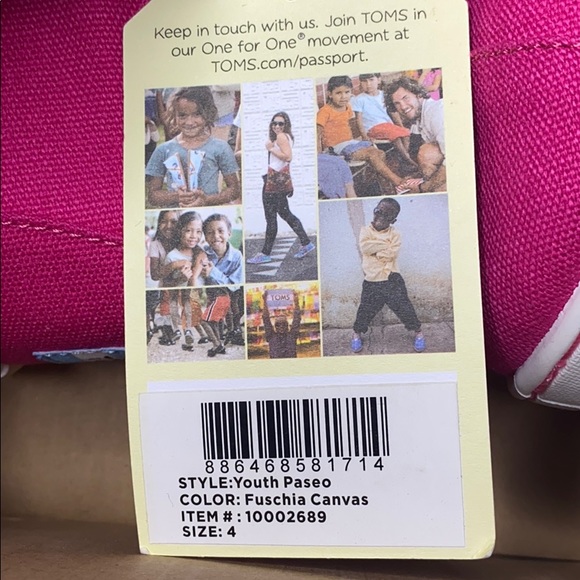 Keep in touch with us. Join TOMS in
our One for One® movement at
TOMS.com/passport.
TOMS
886468581714
STYLE:Youth Paseo
COLOR: Fuschia Canvas
ITEM # : 10002689
SIZE: 4